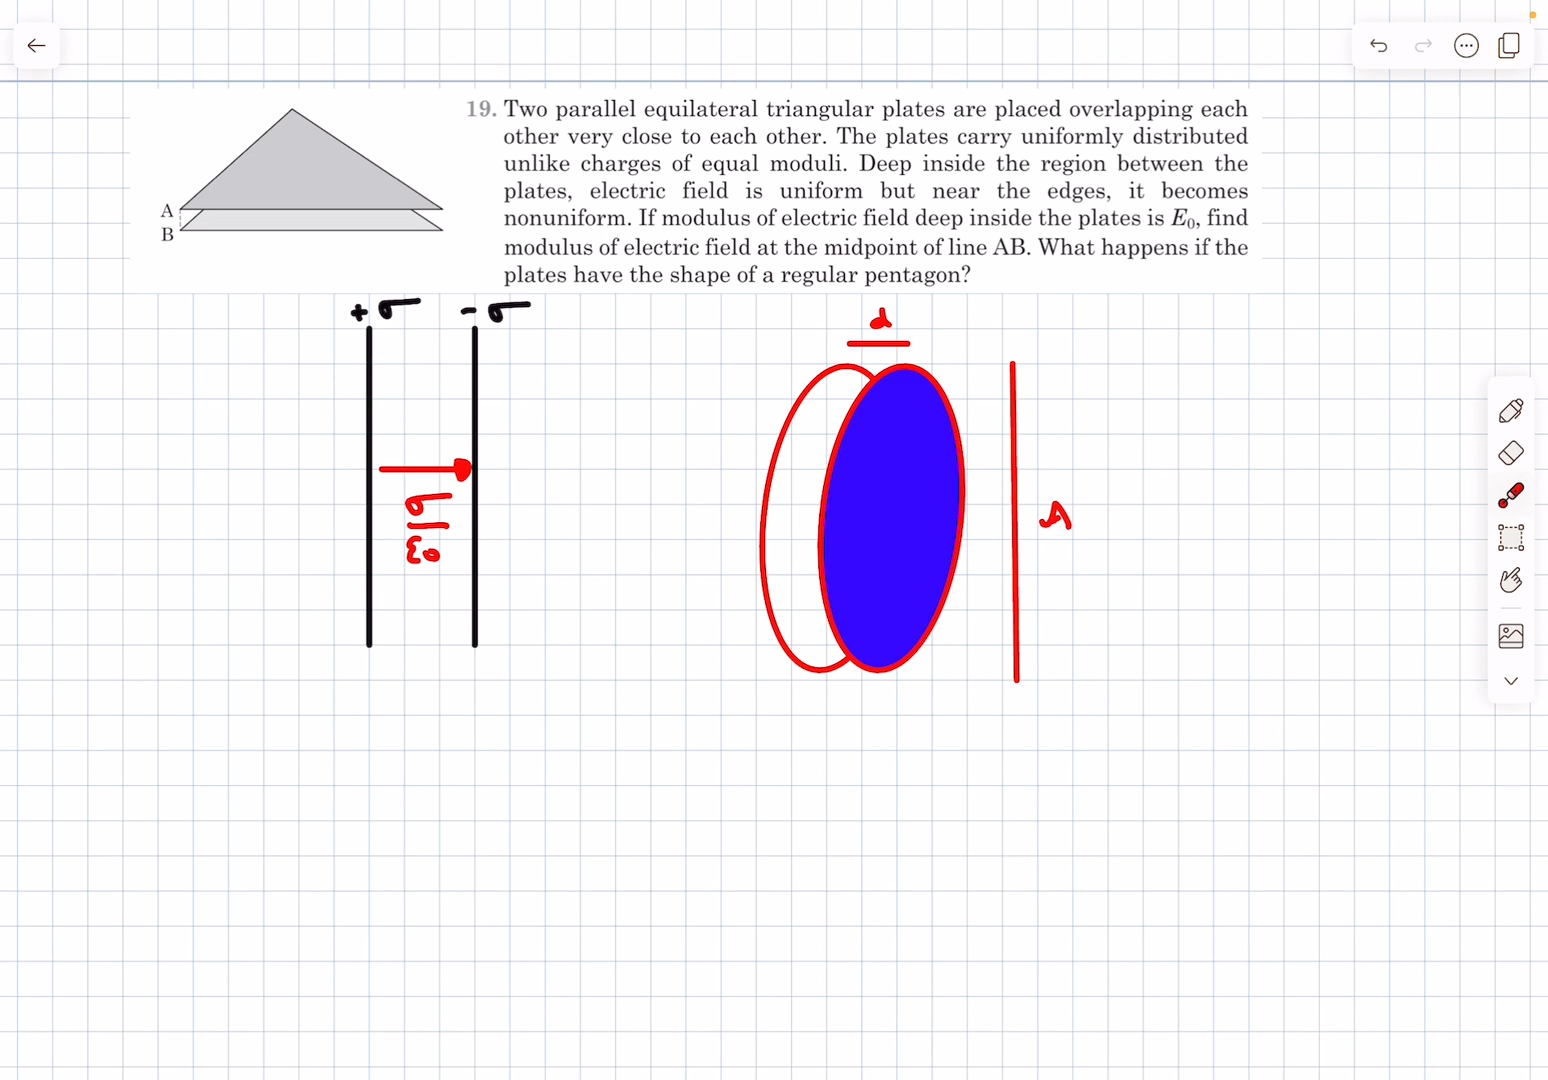 19. Two parallel equilateral triangular plates are placed overlapping each
other very close to each other. The plates carry uniformly distributed
unlike charges of equal moduli. Deep inside the region between the
plates, electric field is uniform but near the edges, it becomes
nonuniform. If modulus of electric field deep inside the plates is E₀, find
modulus of electric field at the midpoint of line AB. What happens if the
plates have the shape of a regular pentagon?
A
B
+σ -σ
σ/ε₀
d